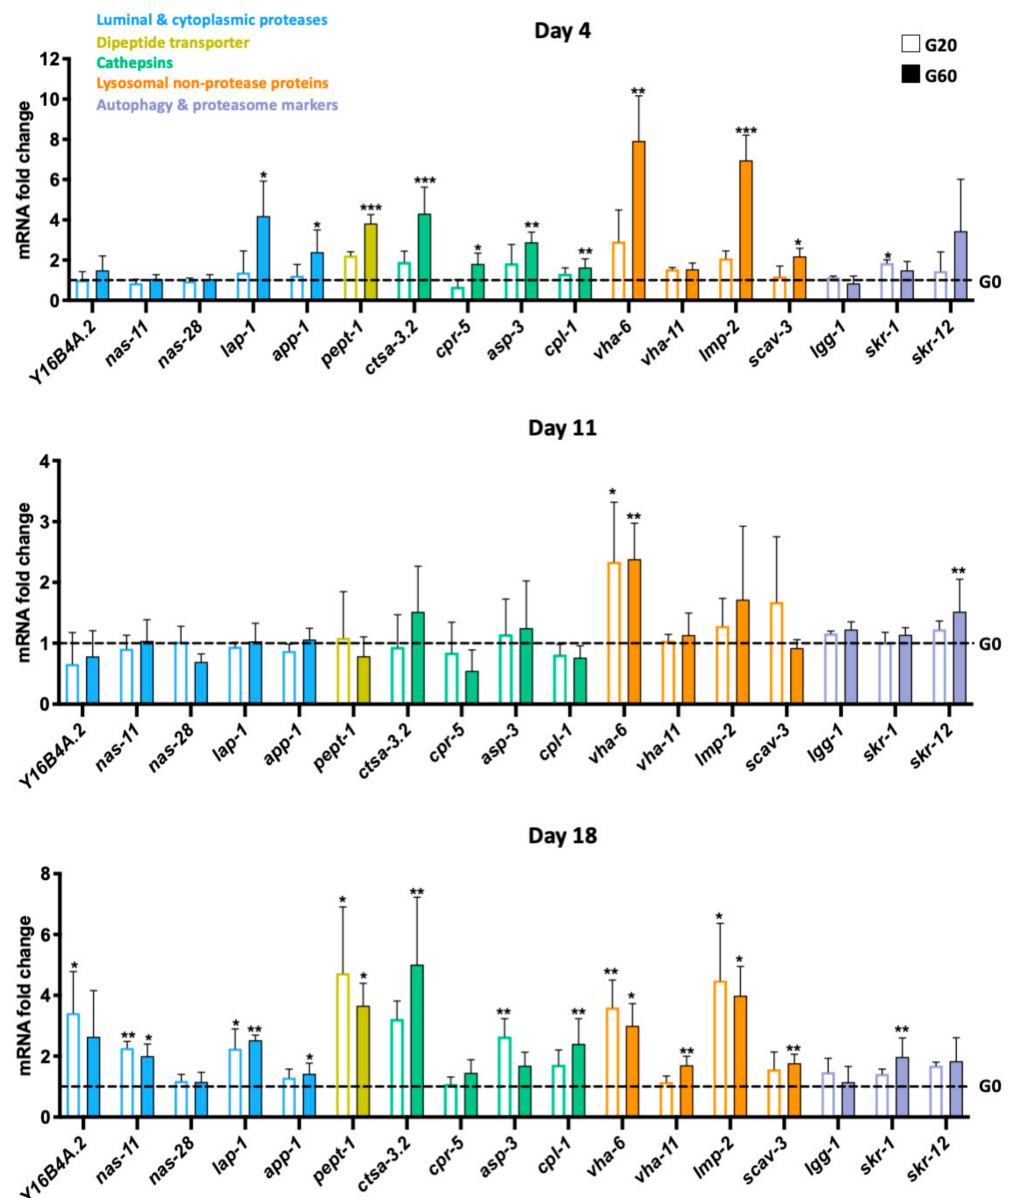 Luminal & cytoplasmic proteases
Dipeptide transporter
Cathepsins
Lysosomal non-protease proteins
Autophagy & proteasome markers
Day 4
G20
G60
mRNA fold change
12
10
8
6
4
2
0
* * *** *** * ** ** ** *** * *
G0
Y16B4A.2 nas-11 nas-28 lap-1 app-1 pept-1 ctsa-3.2 cpr-5 asp-3 cpl-1 vha-6 vha-11 lmp-2 scav-3 lgg-1 skr-1 skr-12
Day 11
mRNA fold change
4
3
2
1
0
* ** **
G0
Y16B4A.2 nas-11 nas-28 lap-1 app-1 pept-1 ctsa-3.2 cpr-5 asp-3 cpl-1 vha-6 vha-11 lmp-2 scav-3 lgg-1 skr-1 skr-12
Day 18
mRNA fold change
8
6
4
2
0
* ** * * ** * * * ** ** ** ** * ** * * ** **
G0
Y16B4A.2 nas-11 nas-28 lap-1 app-1 pept-1 ctsa-3.2 cpr-5 asp-3 cpl-1 vha-6 vha-11 lmp-2 scav-3 lgg-1 skr-1 skr-12